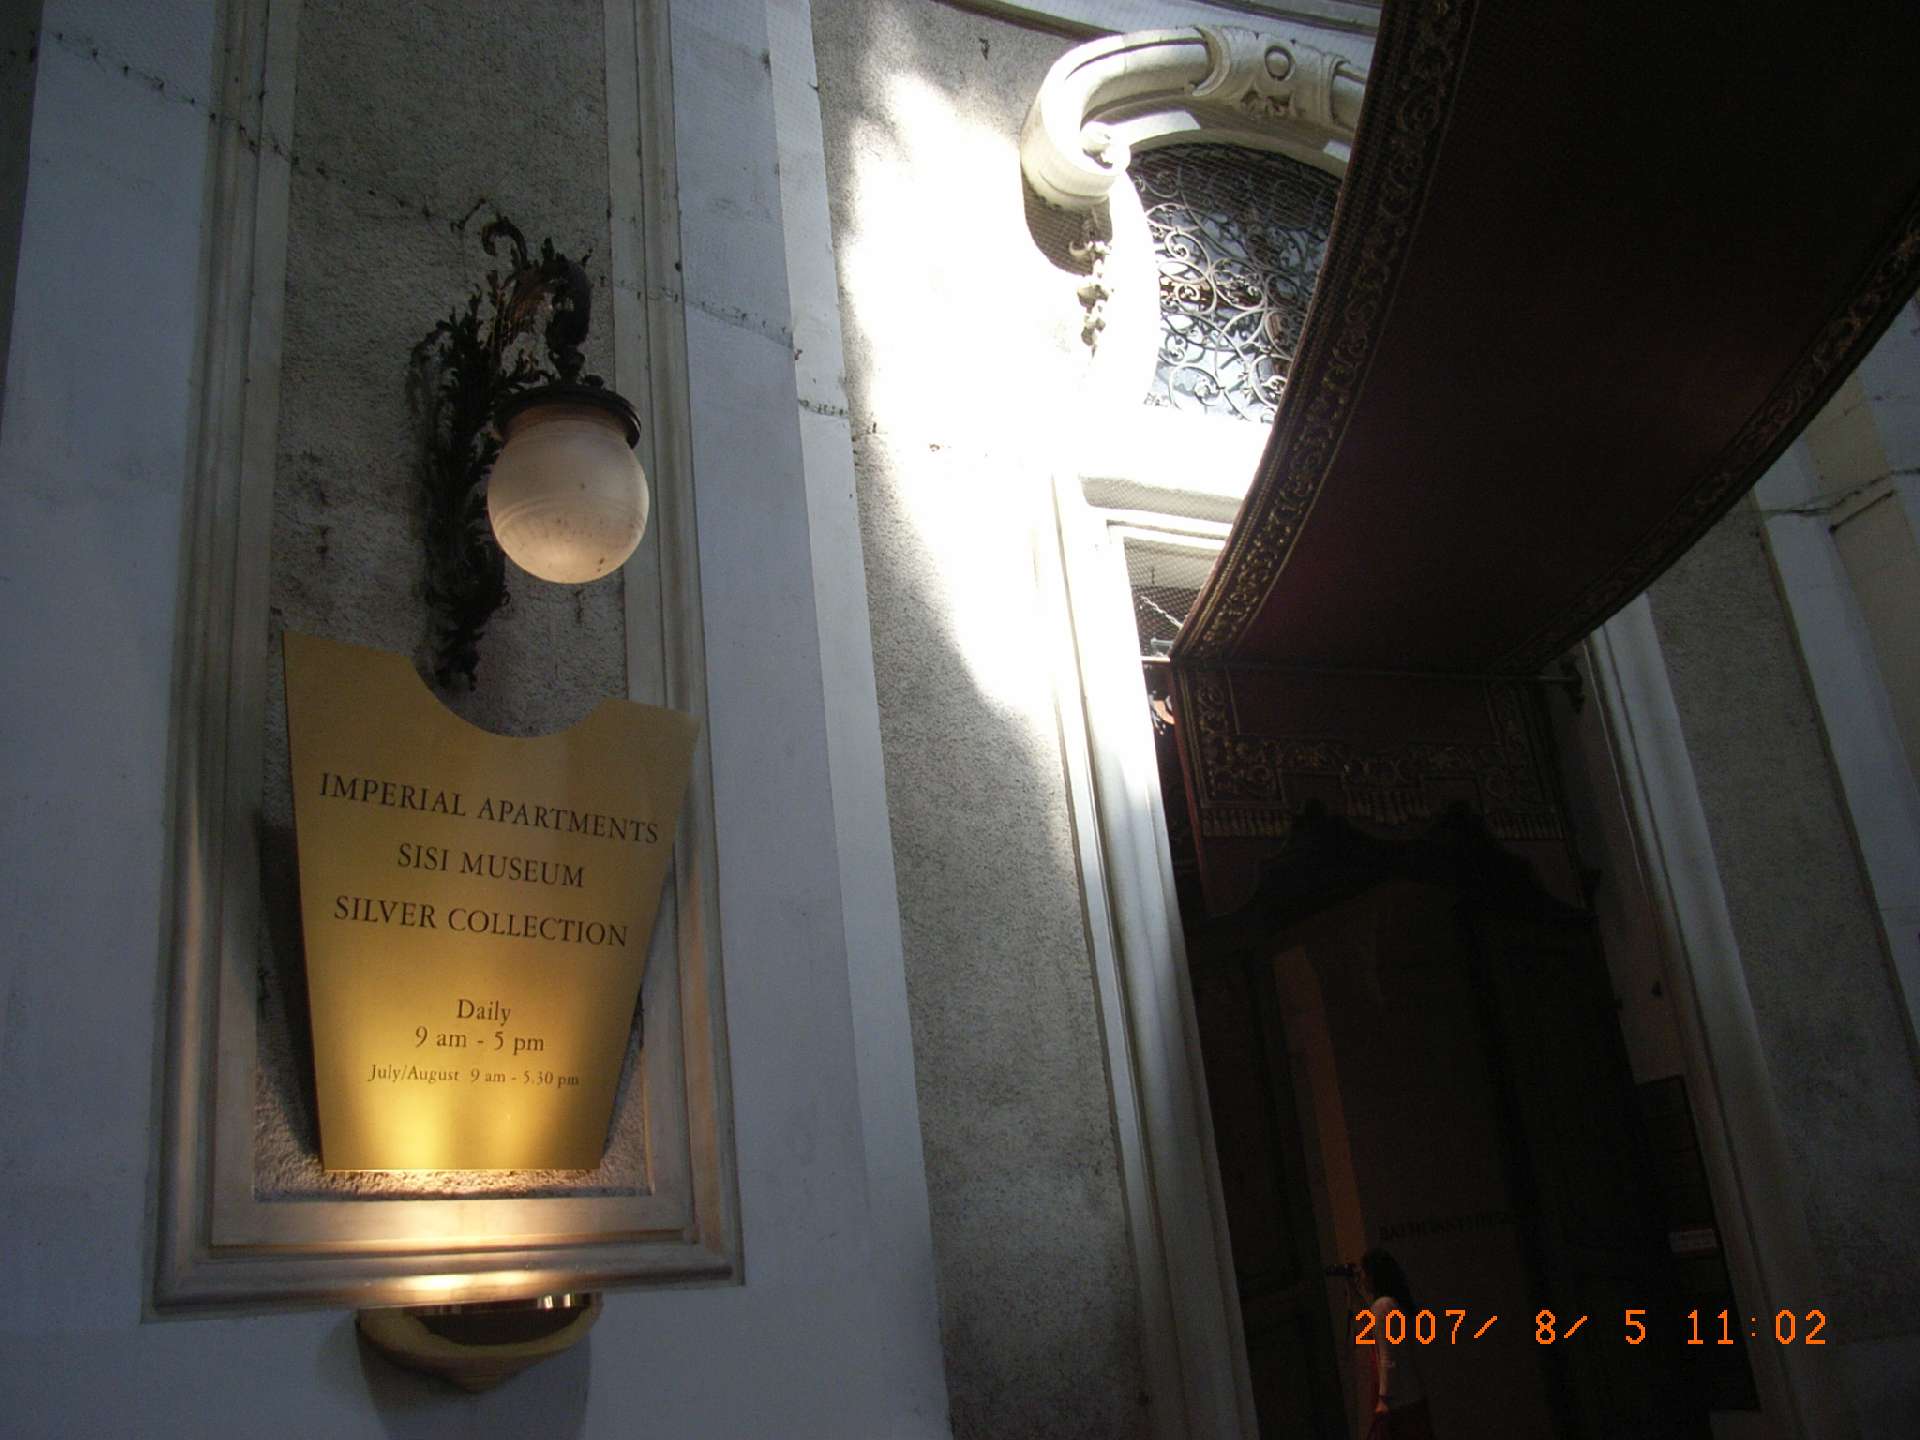 IMPERIAL APARTMENTS
SISI MUSEUM
SILVER COLLECTION
Daily
9 am - 5 pm
July/August 9 am - 5.30 pm
2007/ 8/ 5 11:02